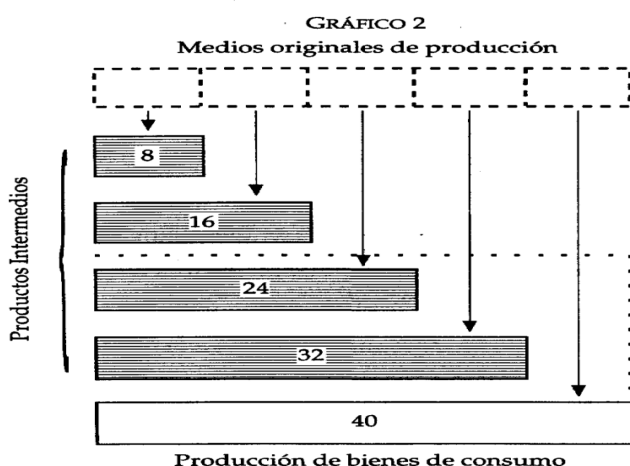 GRÁFICO 2
Medios originales de producción
Productos Intermedios
8
16
24
32
40
Producción de bienes de consumo